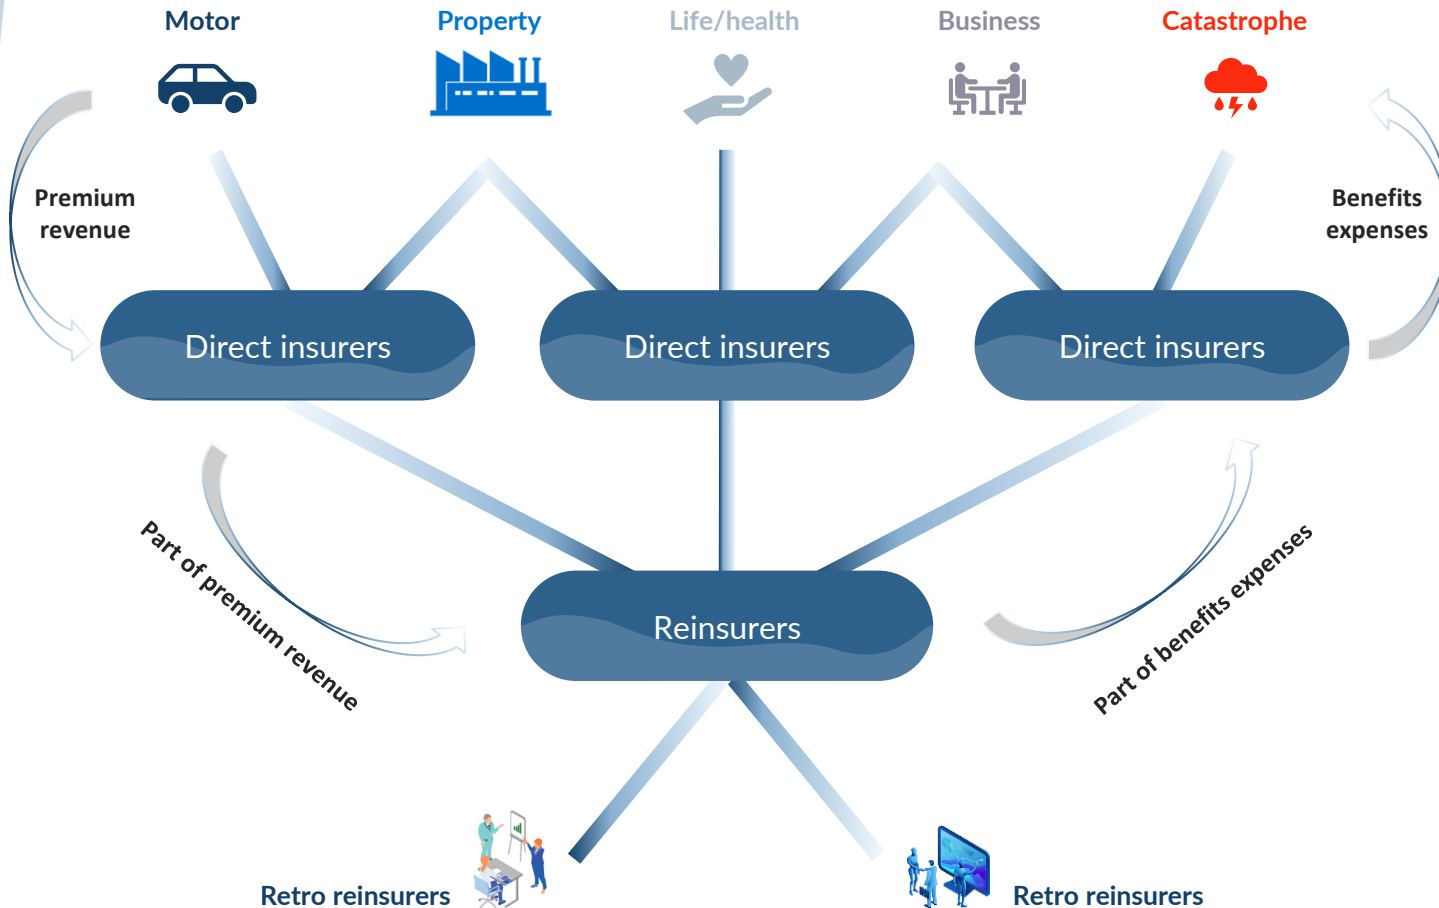 Motor
Property
Life/health
Business
Catastrophe
Premium
revenue
Benefits
expenses
Direct insurers
Direct insurers
Direct insurers
Part of premium revenue
Part of benefits expenses
Reinsurers
Retro reinsurers
Retro reinsurers